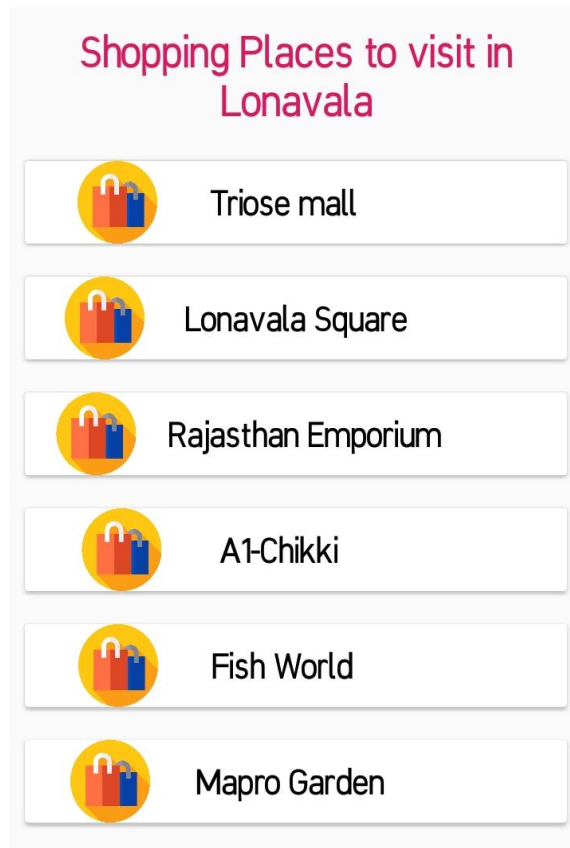 Shopping Places to visit in
Lonavala
Triose mall
Lonavala Square
Rajasthan Emporium
A1-Chikki
Fish World
Mapro Garden